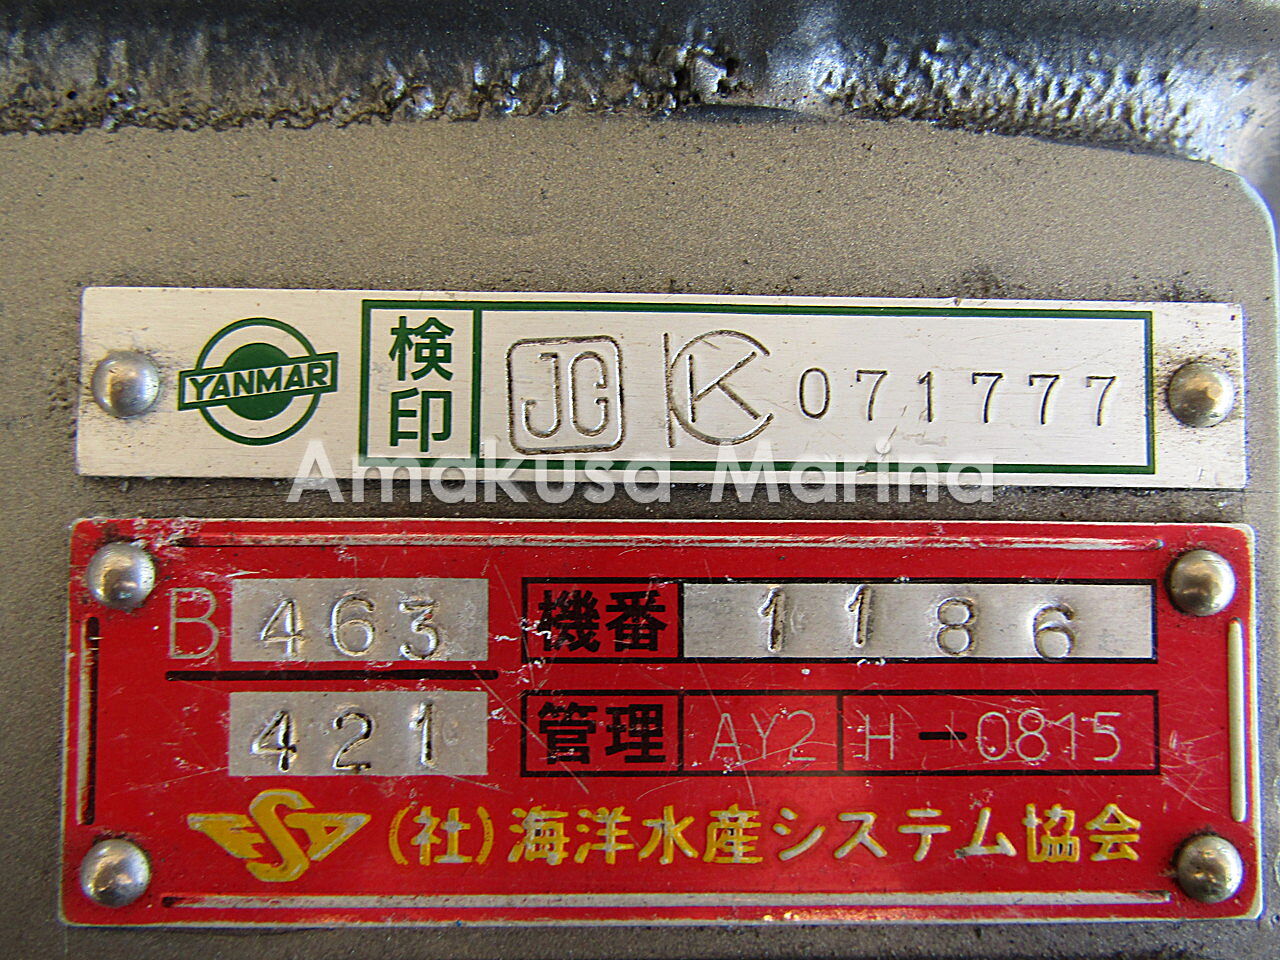 YANMAR 検印 JG K 071777
Amakusa Marina
B 463 機番 1186
421 管理 AY2 H-0815
FSA (社)海洋水産システム協会